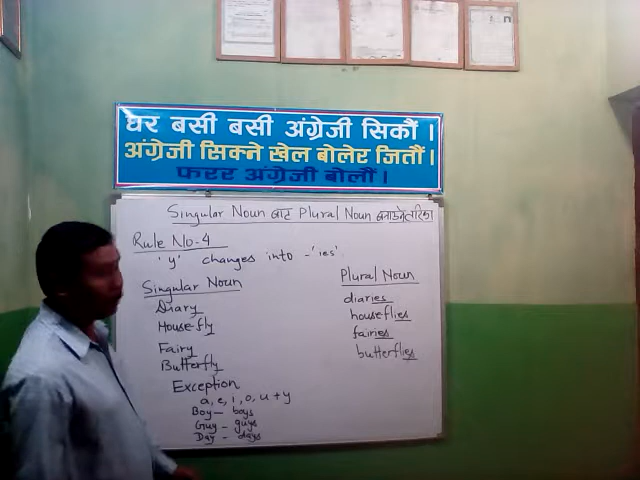 घर बसी बसी अंग्रेजी सिकौं ।
अंग्रेजी सिक्ने खेल बोलेर जितौं ।
फरर अंग्रेजी बोलौं ।
Singular Noun बाट Plural Noun बनाउने तरिका
Rule No-4
'y' changes into -'ies'
Singular Noun Plural Noun
Diary diaries
House-fly houseflies
Fairy fairies
Butterfly butterflies
Exception
a, e, i, o, u + y
Boy - boys
Guy - guys
Day - days